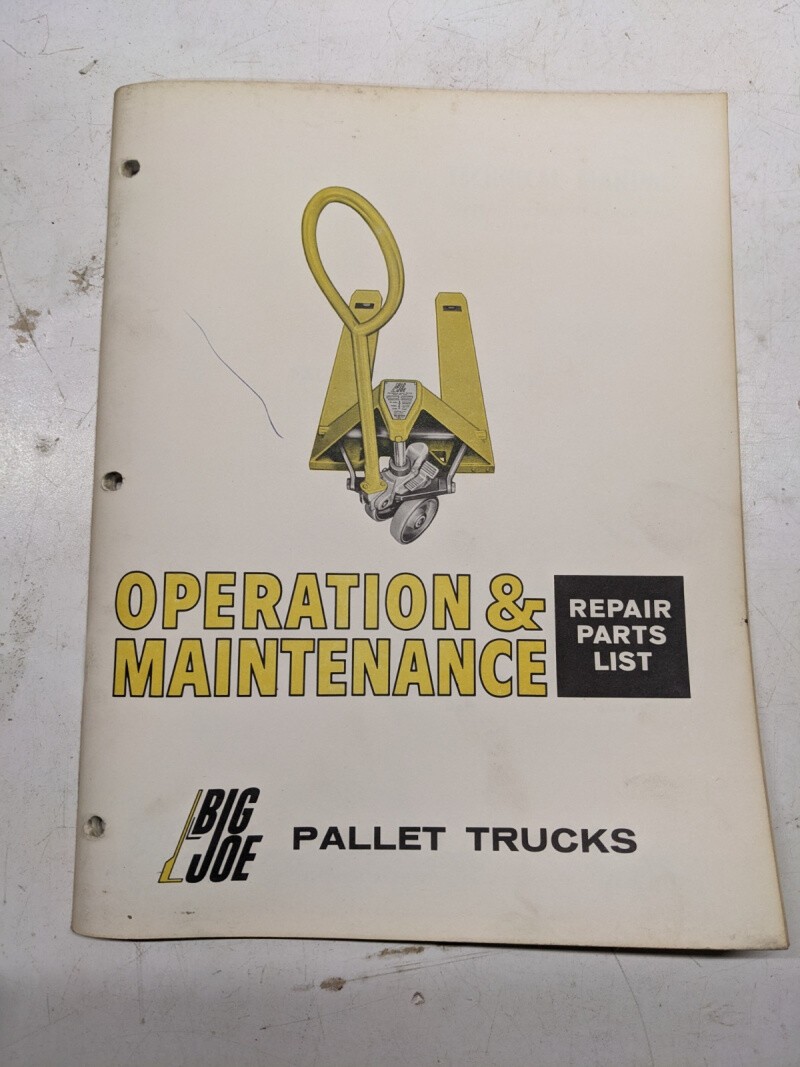 OPERATION &
MAINTENANCE
REPAIR
PARTS
LIST
BIG
JOE
PALLET TRUCKS